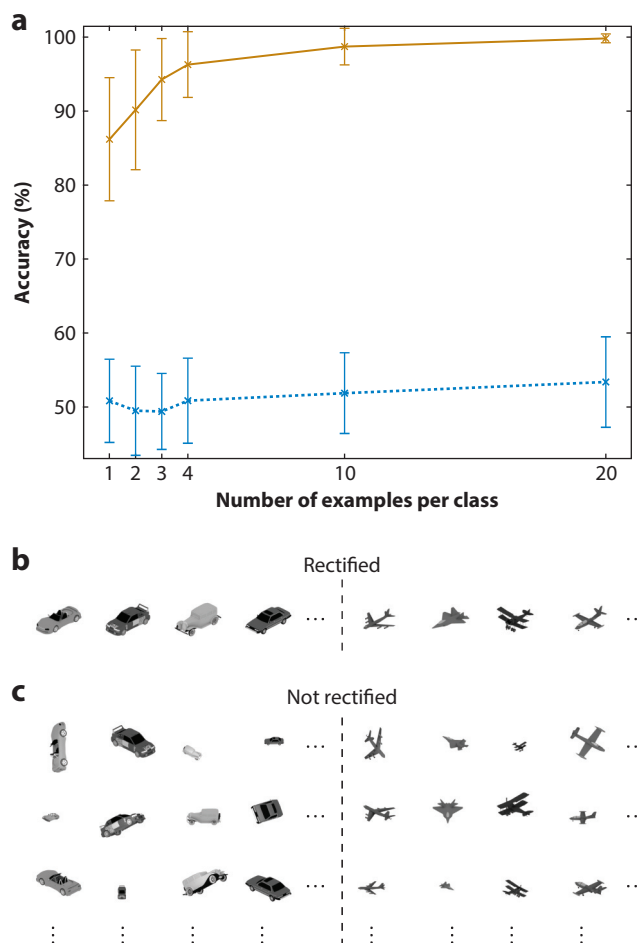 a
100
90
80
70
60
50
Accuracy (%)
1 2 3 4 10 20
Number of examples per class
b
Rectified
c
Not rectified